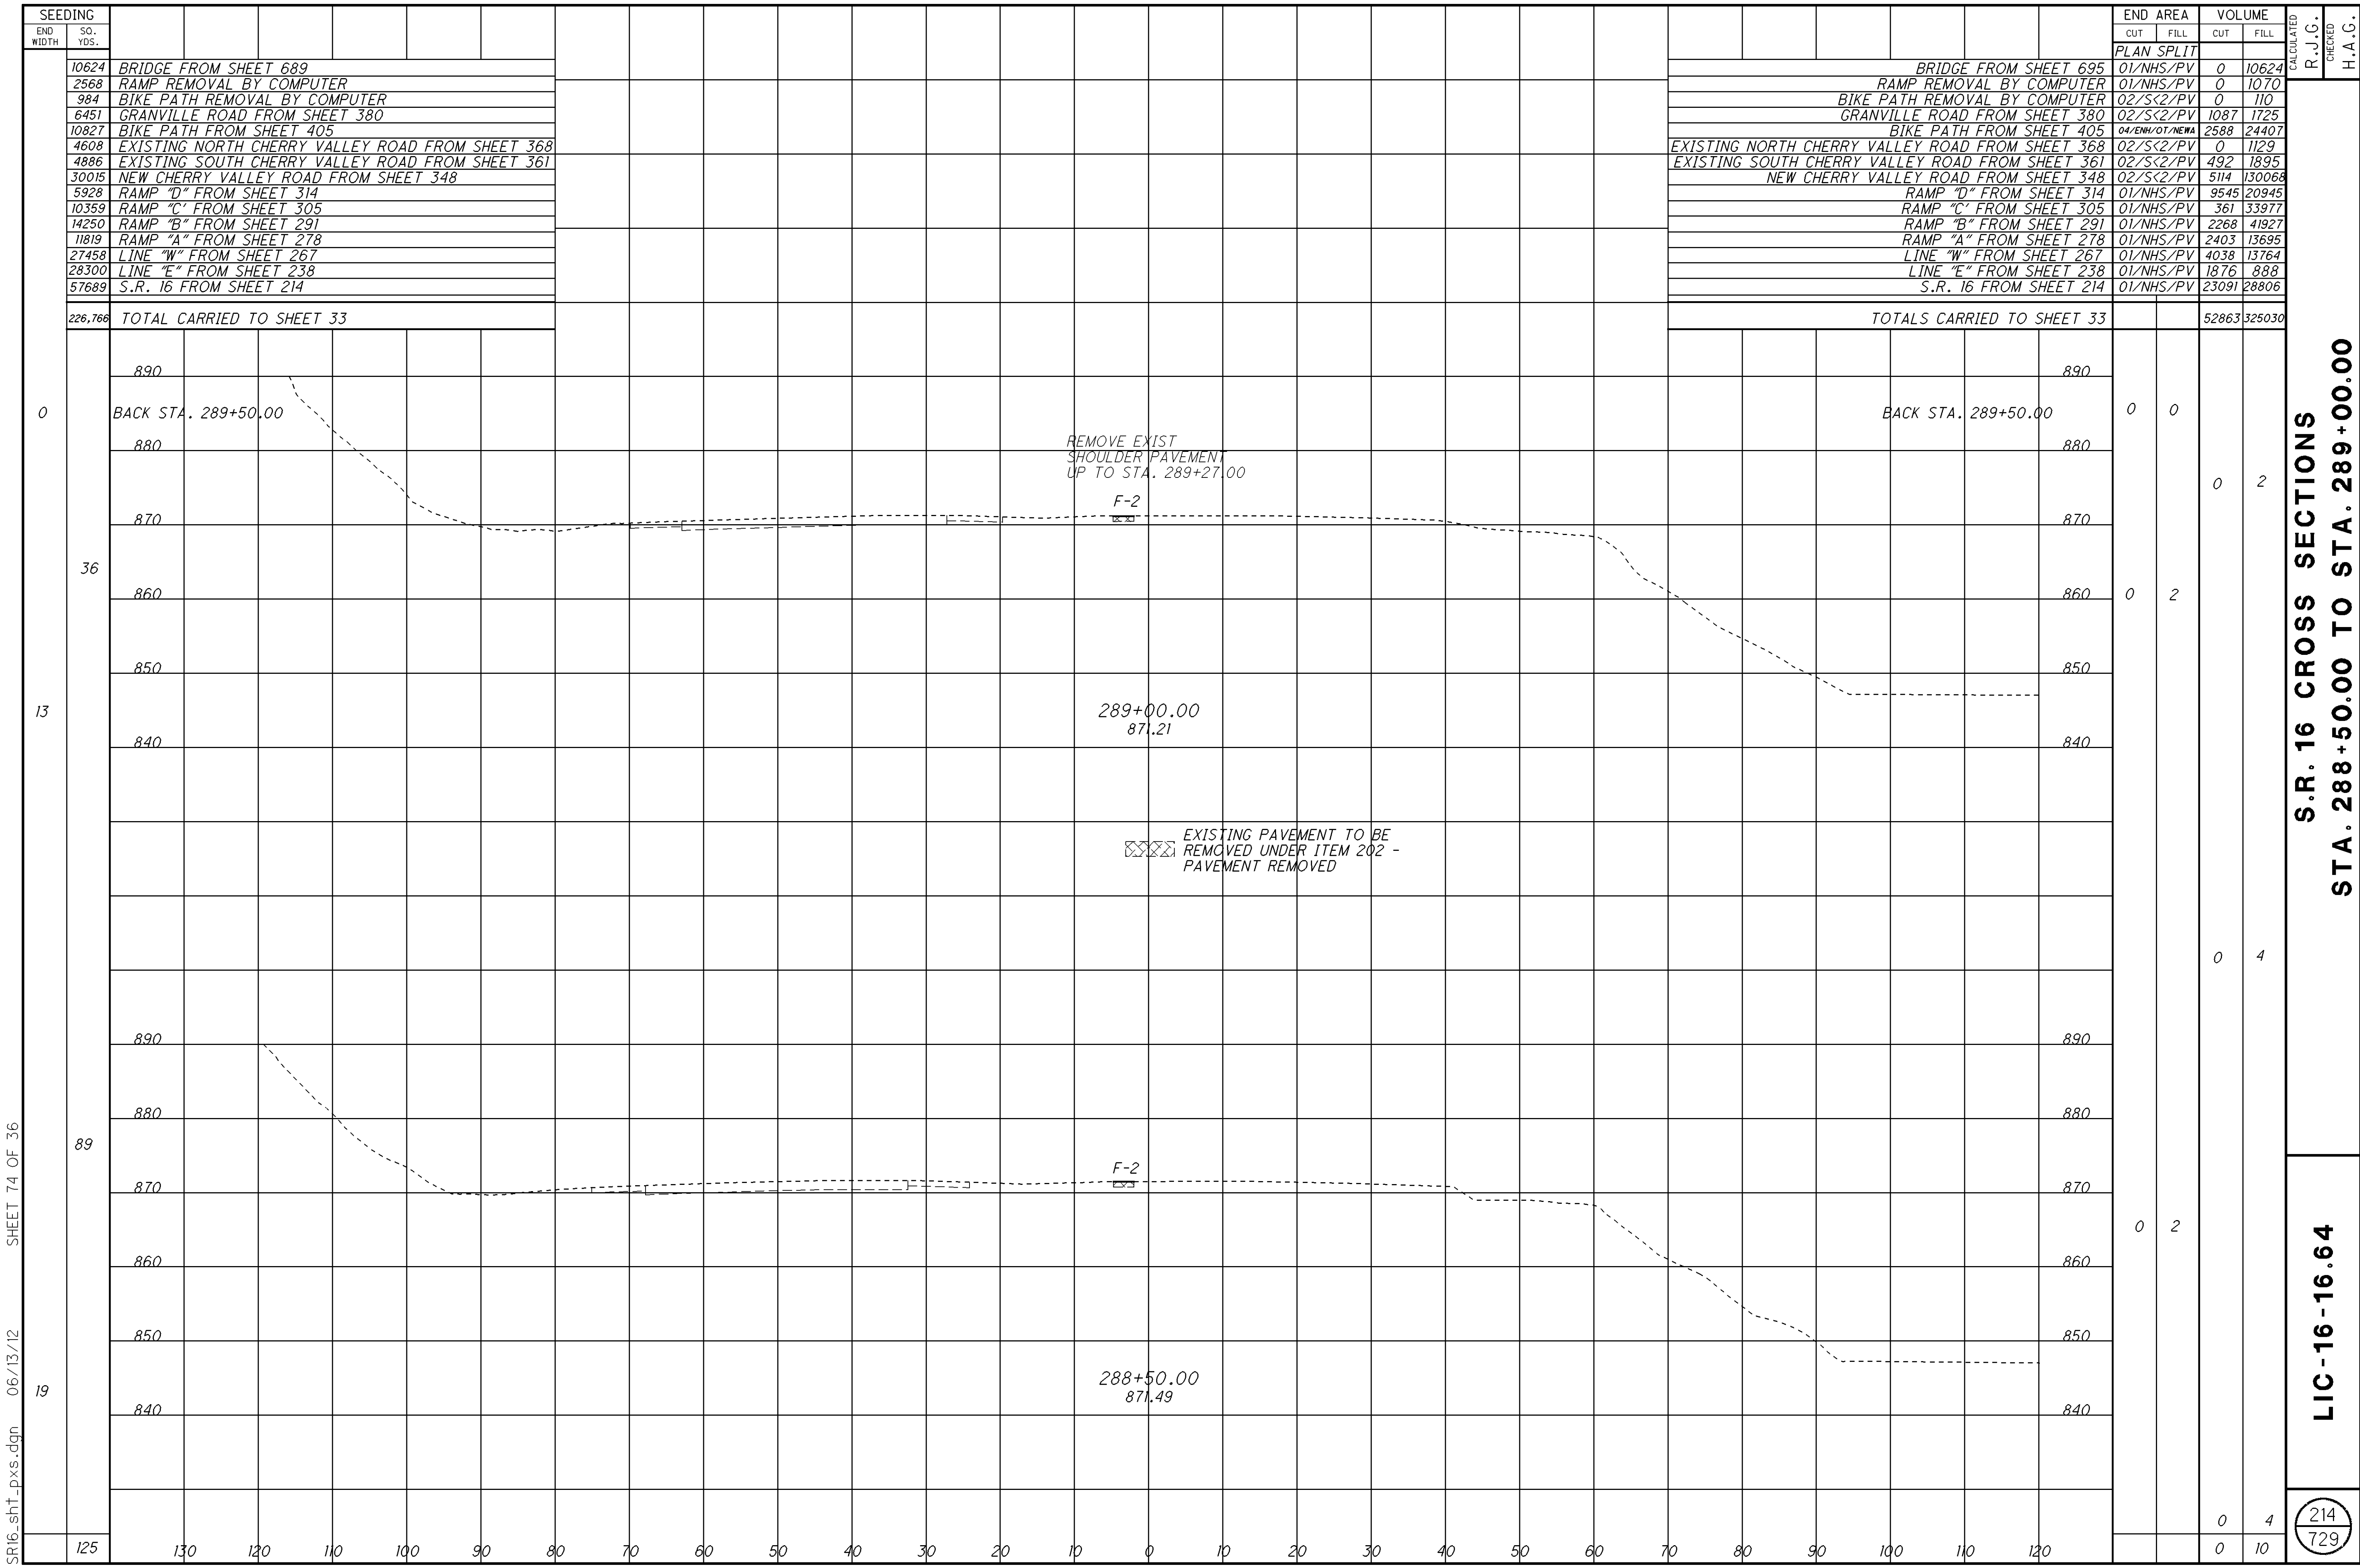 SEEDING
END WIDTH
SQ. YDS.
10624 BRIDGE FROM SHEET 689
2568 RAMP REMOVAL BY COMPUTER
984 BIKE PATH REMOVAL BY COMPUTER
6451 GRANVILLE ROAD FROM SHEET 380
10827 BIKE PATH FROM SHEET 405
4608 EXISTING NORTH CHERRY VALLEY ROAD FROM SHEET 368
4886 EXISTING SOUTH CHERRY VALLEY ROAD FROM SHEET 361
30015 NEW CHERRY VALLEY ROAD FROM SHEET 348
5928 RAMP "D" FROM SHEET 314
10359 RAMP "C' FROM SHEET 305
14250 RAMP "B" FROM SHEET 291
11819 RAMP "A" FROM SHEET 278
27458 LINE "W" FROM SHEET 267
28300 LINE "E" FROM SHEET 238
57689 S.R. 16 FROM SHEET 214
226,766 TOTAL CARRIED TO SHEET 33
END AREA VOLUME
CUT FILL CUT FILL
PLAN SPLIT
BRIDGE FROM SHEET 695 01/NHS/PV 0 10624
RAMP REMOVAL BY COMPUTER 01/NHS/PV 0 1070
BIKE PATH REMOVAL BY COMPUTER 02/S<2/PV 0 110
GRANVILLE ROAD FROM SHEET 380 02/S<2/PV 1087 1725
BIKE PATH FROM SHEET 405 04/ENH/OT/NEWA 2588 24407
EXISTING NORTH CHERRY VALLEY ROAD FROM SHEET 368 02/S<2/PV 0 1129
EXISTING SOUTH CHERRY VALLEY ROAD FROM SHEET 361 02/S<2/PV 492 1895
NEW CHERRY VALLEY ROAD FROM SHEET 348 02/S<2/PV 5114 130068
RAMP "D" FROM SHEET 314 01/NHS/PV 9545 20945
RAMP "C' FROM SHEET 305 01/NHS/PV 361 33977
RAMP "B" FROM SHEET 291 01/NHS/PV 2268 41927
RAMP "A" FROM SHEET 278 01/NHS/PV 2403 13695
LINE "W" FROM SHEET 267 01/NHS/PV 4038 13764
LINE "E" FROM SHEET 238 01/NHS/PV 1876 888
S.R. 16 FROM SHEET 214 01/NHS/PV 23091 28806
TOTALS CARRIED TO SHEET 33 52863 325030
890 890
0 BACK STA. 289+50.00 BACK STA. 289+50.00 0 0
880 880
REMOVE EXIST
SHOULDER PAVEMENT
UP TO STA. 289+27.00
0 2
F-2
870 870
36
860 860 0 2
850 850
13
289+00.00
871.21
840 840
EXISTING PAVEMENT TO BE
REMOVED UNDER ITEM 202 -
PAVEMENT REMOVED
0 4
890 890
880 880
89
F-2
870 870
0 2
860 860
850 850
19
288+50.00
871.49
840 840
0 4
125 130 120 110 100 90 80 70 60 50 40 30 20 10 0 10 20 30 40 50 60 70 80 90 100 110 120 0 10
CALCULATED
R.J.G.
CHECKED
H.A.G.
S.R. 16 CROSS SECTIONS
STA. 288+50.00 TO STA. 289+00.00
LIC-16-16.64
214
729
SR16_sht_pxs.dgn 06/13/12 SHEET 74 OF 36